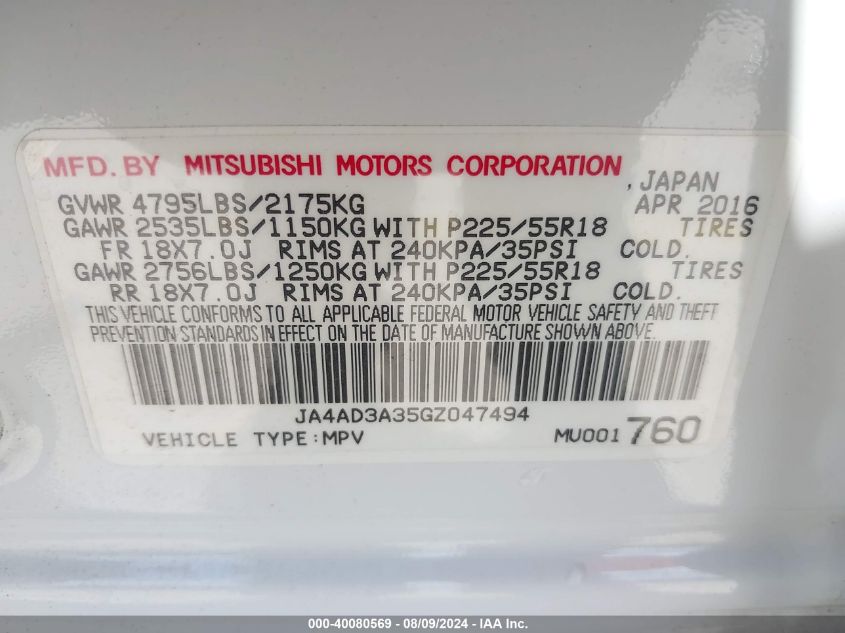 MFD. BY MITSUBISHI MOTORS CORPORATION
, JAPAN
GVWR 4795LBS/2175KG APR 2016
GAWR 2535LBS/1150KG WITH P225/55R18 TIRES
FR 18X7.0J RIMS AT 240KPA/35PSI COLD.
GAWR 2756LBS/1250KG WITH P225/55R18 TIRES
RR 18X7.0J RIMS AT 240KPA/35PSI COLD.
THIS VEHICLE CONFORMS TO ALL APPLICABLE FEDERAL MOTOR VEHICLE SAFETY AND THEFT
PREVENTION STANDARDS IN EFFECT ON THE DATE OF MANUFACTURE SHOWN ABOVE.
JA4AD3A35GZ047494
VEHICLE TYPE:MPV MU001 760
000-40080569 - 08/09/2024 - IAA Inc.